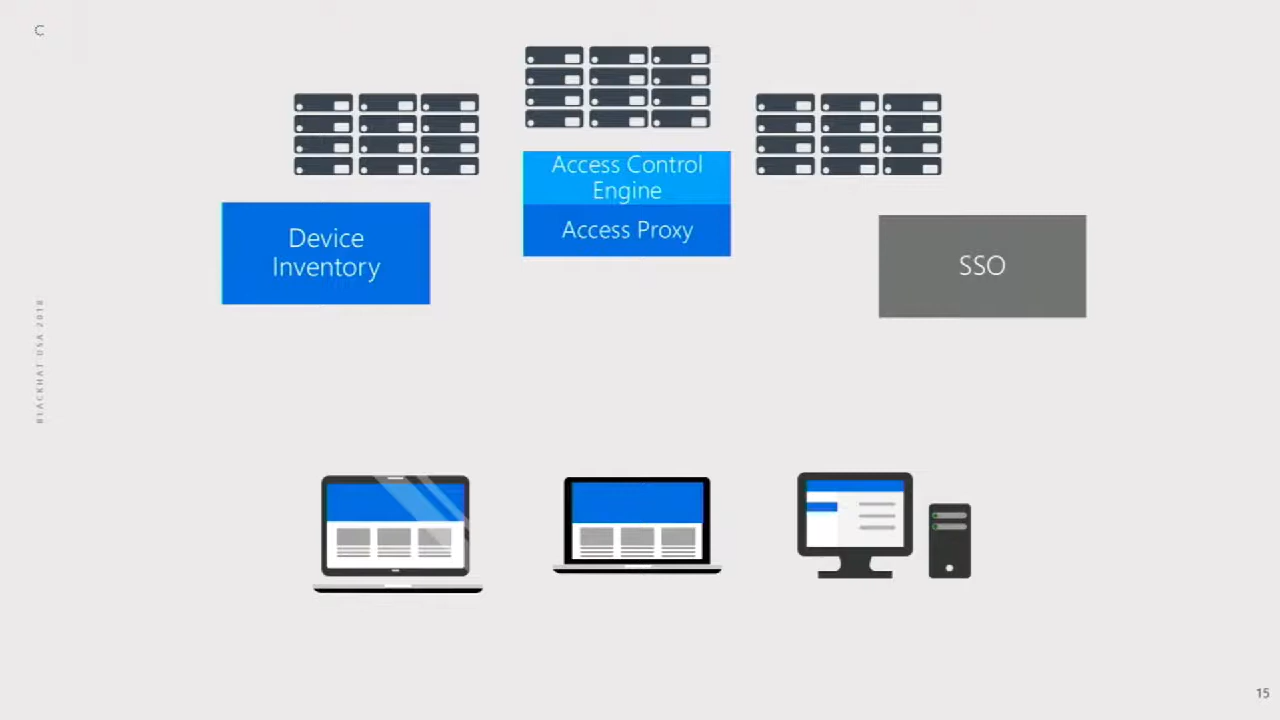 C
Access Control
Engine
Access Proxy
Device
Inventory
SSO
BLACKHAT USA 2018
15